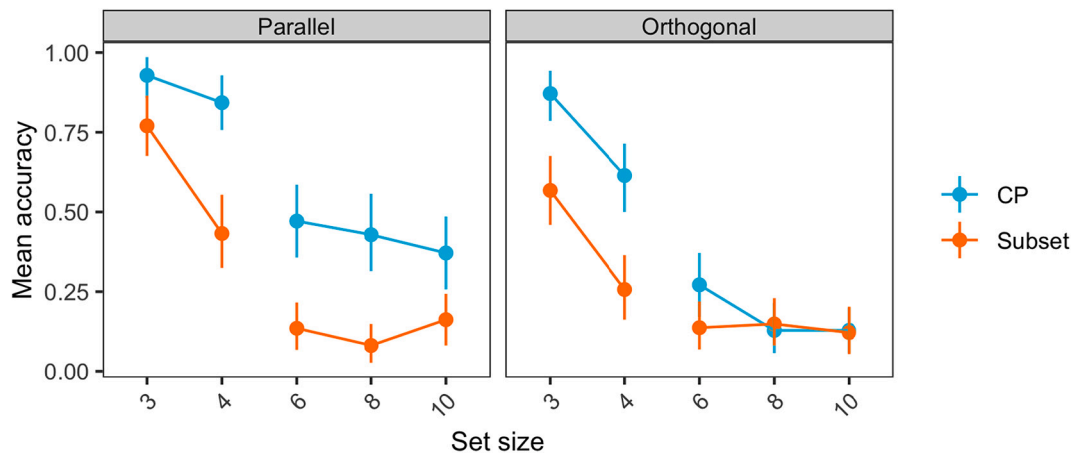 Parallel
Orthogonal
Mean accuracy
1.00
0.75
0.50
0.25
0.00
3 4 6 8 10
3 4 6 8 10
Set size
CP
Subset